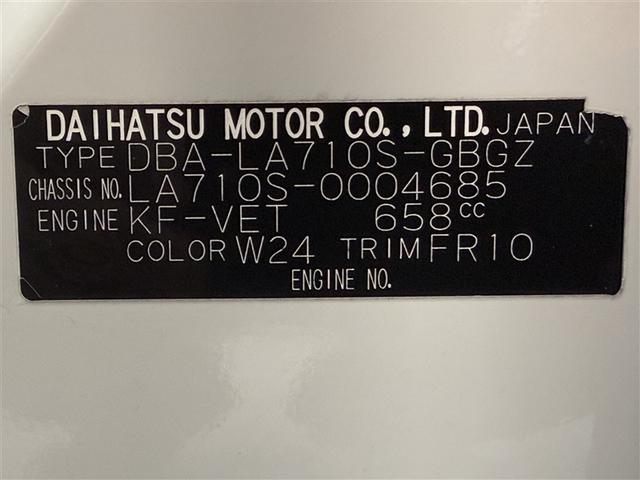 DAIHATSU MOTOR CO., LTD. JAPAN
TYPE DBA-LA710S-GBGZ
CHASSIS NO. LA710S-0004685
ENGINE KF-VET 658cc
COLOR W24 TRIM FR10
ENGINE NO.